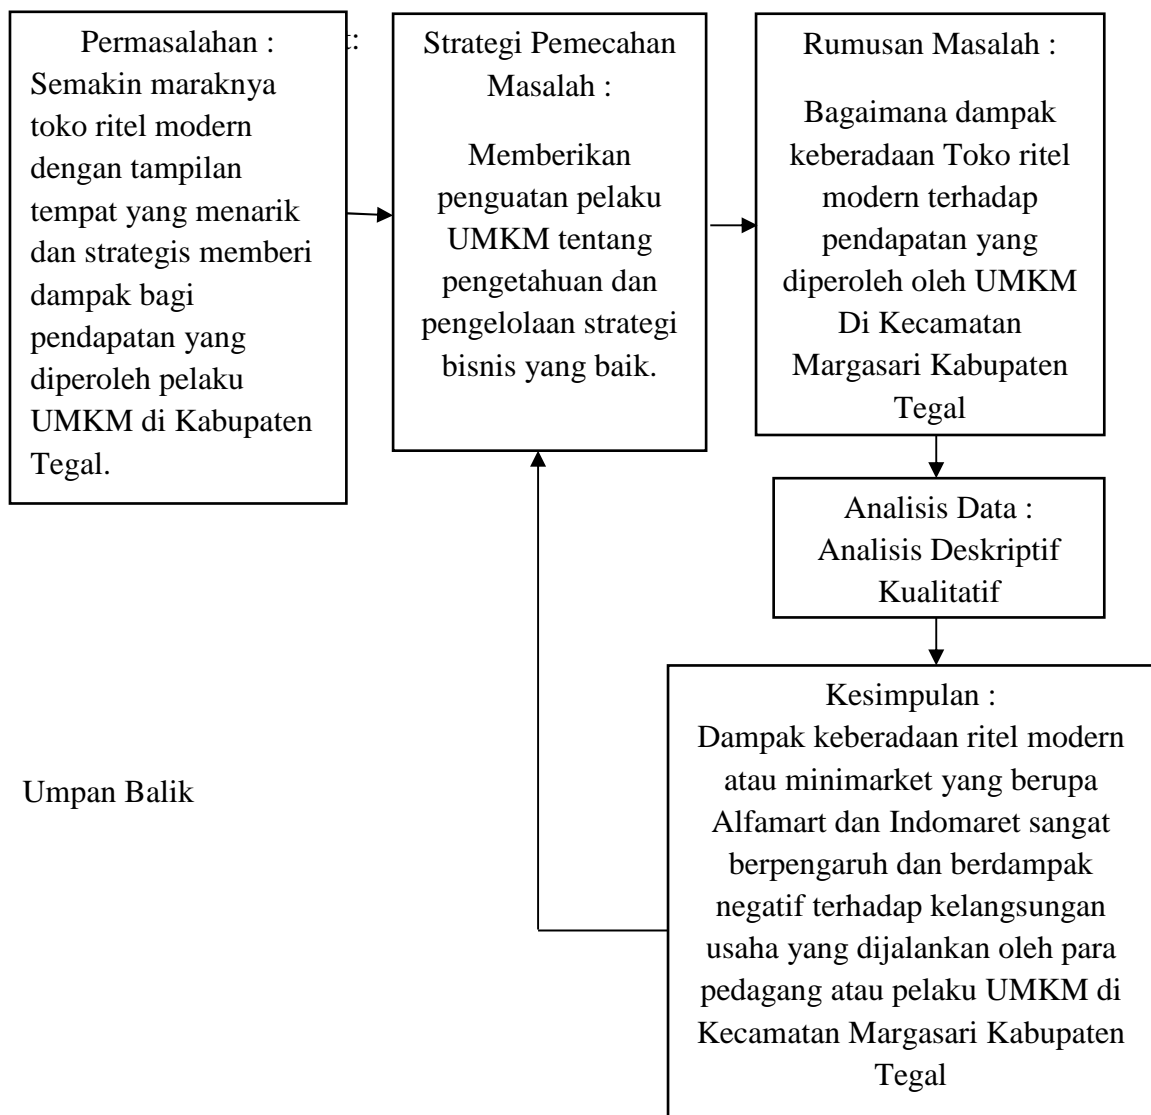 Permasalahan :
Semakin maraknya
toko ritel modern
dengan tampilan
tempat yang menarik
dan strategis memberi
dampak bagi
pendapatan yang
diperoleh pelaku
UMKM di Kabupaten
Tegal.
Strategi Pemecahan
Masalah :
Memberikan
penguatan pelaku
UMKM tentang
pengetahuan dan
pengelolaan strategi
bisnis yang baik.
Rumusan Masalah :
Bagaimana dampak
keberadaan Toko ritel
modern terhadap
pendapatan yang
diperoleh oleh UMKM
Di Kecamatan
Margasari Kabupaten
Tegal
Analisis Data :
Analisis Deskriptif
Kualitatif
Kesimpulan :
Dampak keberadaan ritel modern
atau minimarket yang berupa
Alfamart dan Indomaret sangat
berpengaruh dan berdampak
negatif terhadap kelangsungan
usaha yang dijalankan oleh para
pedagang atau pelaku UMKM di
Kecamatan Margasari Kabupaten
Tegal
Umpan Balik